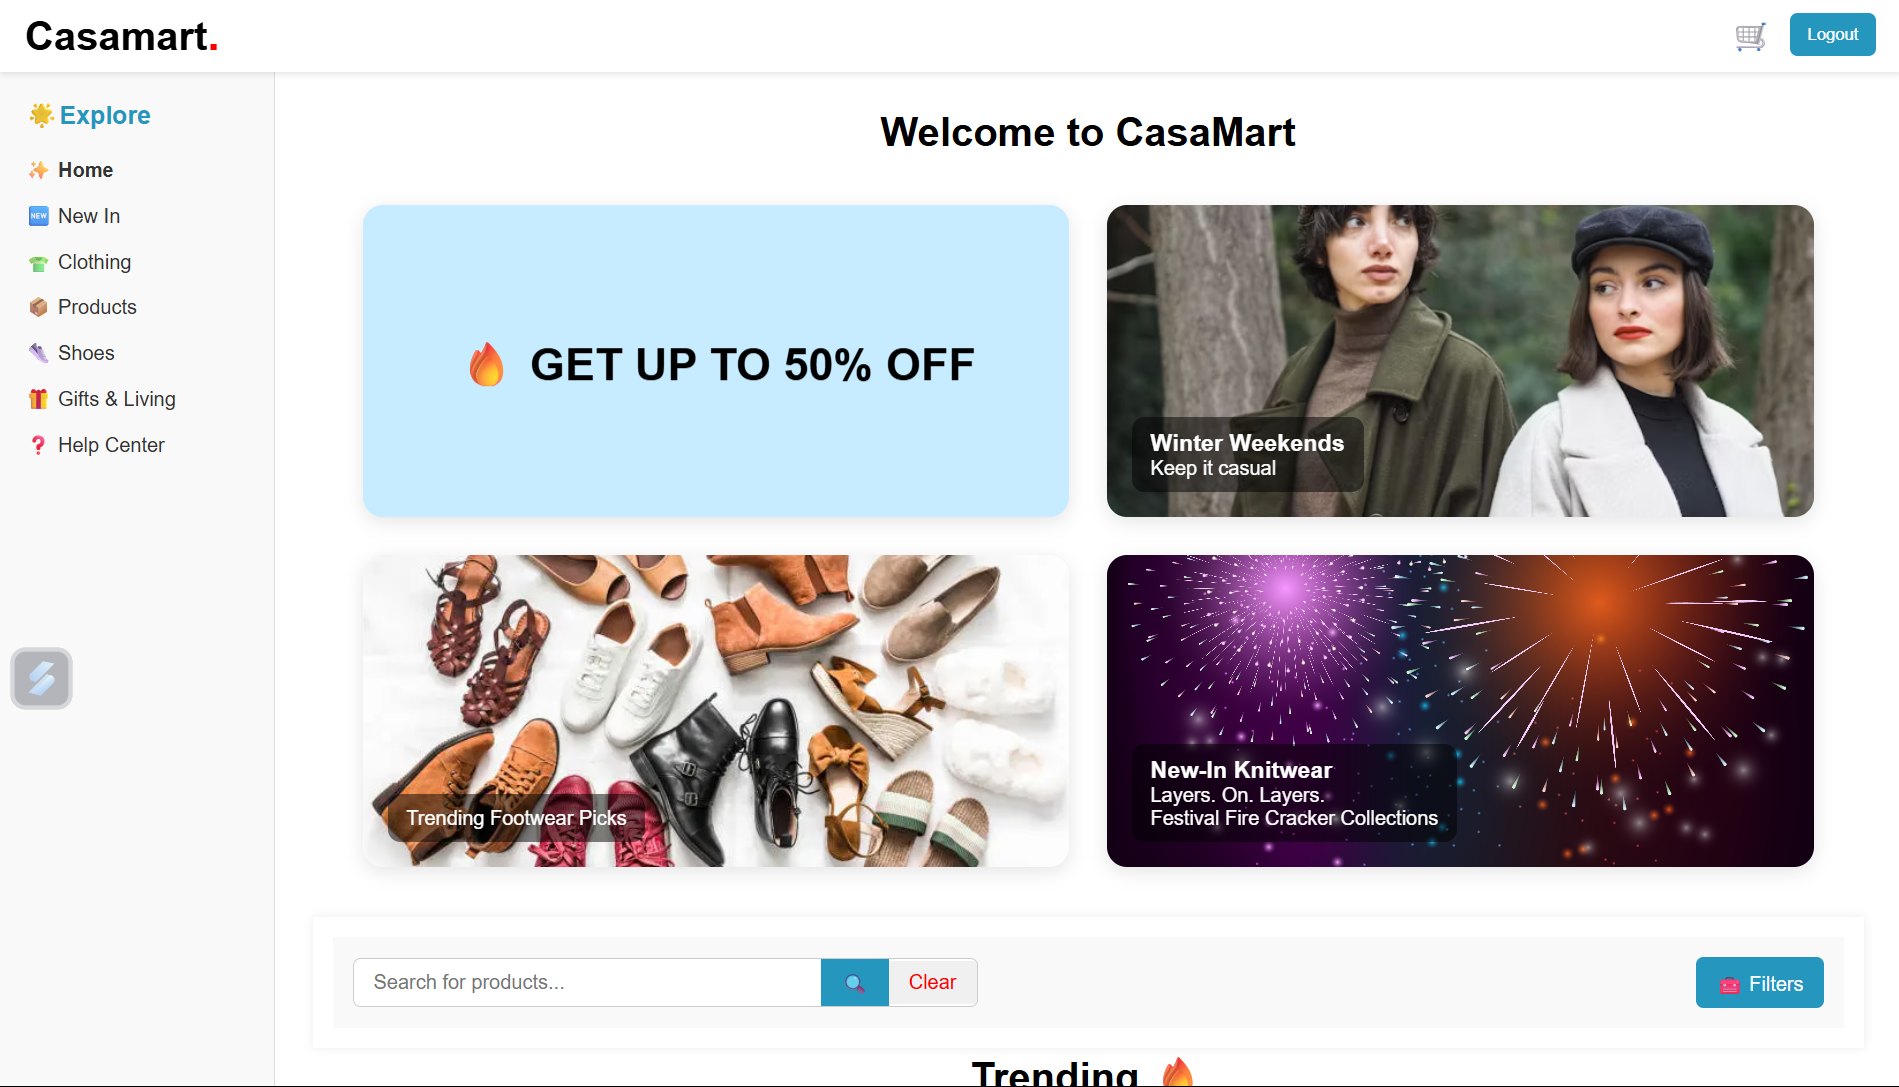 Casamart.
Logout
🌟 Explore
✨ Home
🆕 New In
👕 Clothing
📦 Products
👟 Shoes
🎁 Gifts & Living
❓ Help Center
Welcome to CasaMart
🔥 GET UP TO 50% OFF
Winter Weekends
Keep it casual
Trending Footwear Picks
New-In Knitwear
Layers. On. Layers.
Festival Fire Cracker Collections
Search for products...
Clear
🧰 Filters
Trending 🔥